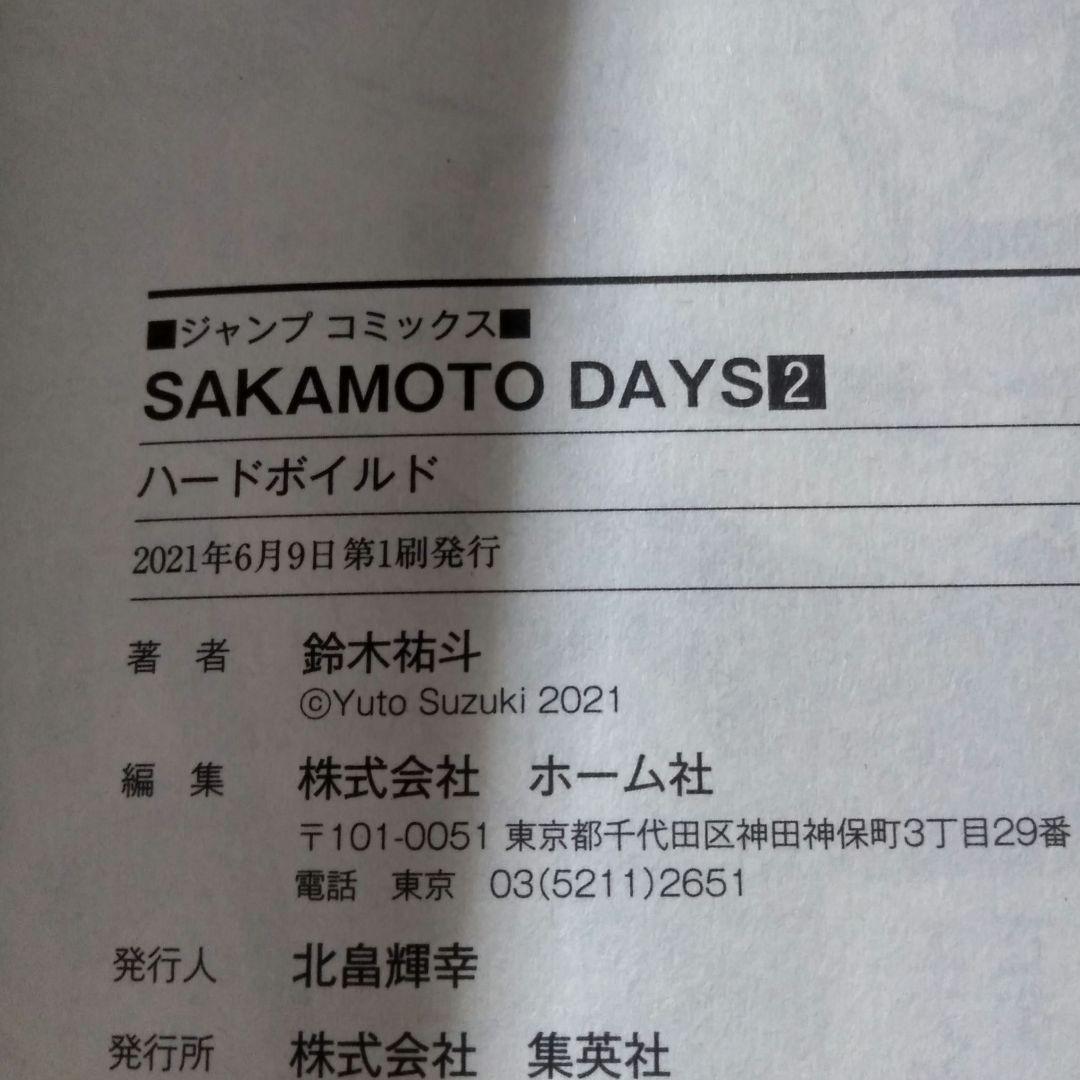 ■ジャンプ コミックス■
SAKAMOTO DAYS2
ハードボイルド
2021年6月9日第1刷発行
著 者 鈴木祐斗
©Yuto Suzuki 2021
編 集 株式会社 ホーム社
〒101-0051 東京都千代田区神田神保町3丁目29番
電話 東京 03(5211)2651
発行人 北畠輝幸
発行所 株式会社 集英社